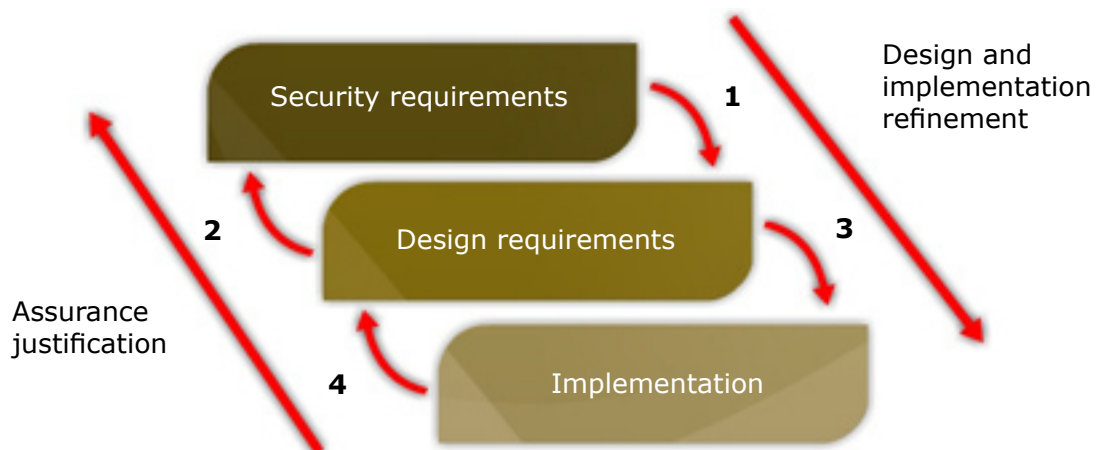 Security requirements
1
Design and
implementation
refinement
2
Design requirements
3
Assurance
justification
4
Implementation